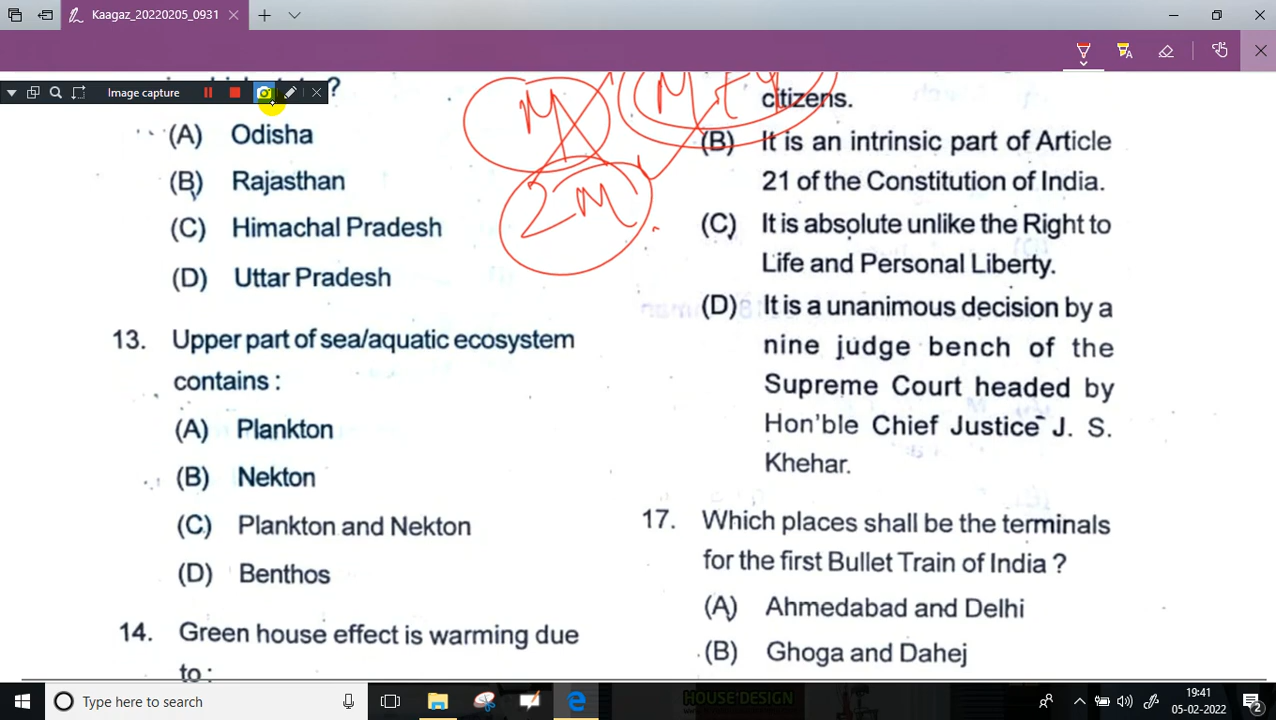 Kaagaz_20220205_0931
Image capture
?
(A) Odisha
(B) Rajasthan
(C) Himachal Pradesh
(D) Uttar Pradesh
13. Upper part of sea/aquatic ecosystem
contains :
(A) Plankton
(B) Nekton
(C) Plankton and Nekton
(D) Benthos
14. Green house effect is warming due
to :
M
2M
citizens.
(B) It is an intrinsic part of Article
21 of the Constitution of India.
(C) It is absolute unlike the Right to
Life and Personal Liberty.
(D) It is a unanimous decision by a
nine judge bench of the
Supreme Court headed by
Hon'ble Chief Justice J. S.
Khehar.
17. Which places shall be the terminals
for the first Bullet Train of India ?
(A) Ahmedabad and Delhi
(B) Ghoga and Dahej
HOUSE DESIGN
Type here to search
19:41
05-02-2022
2